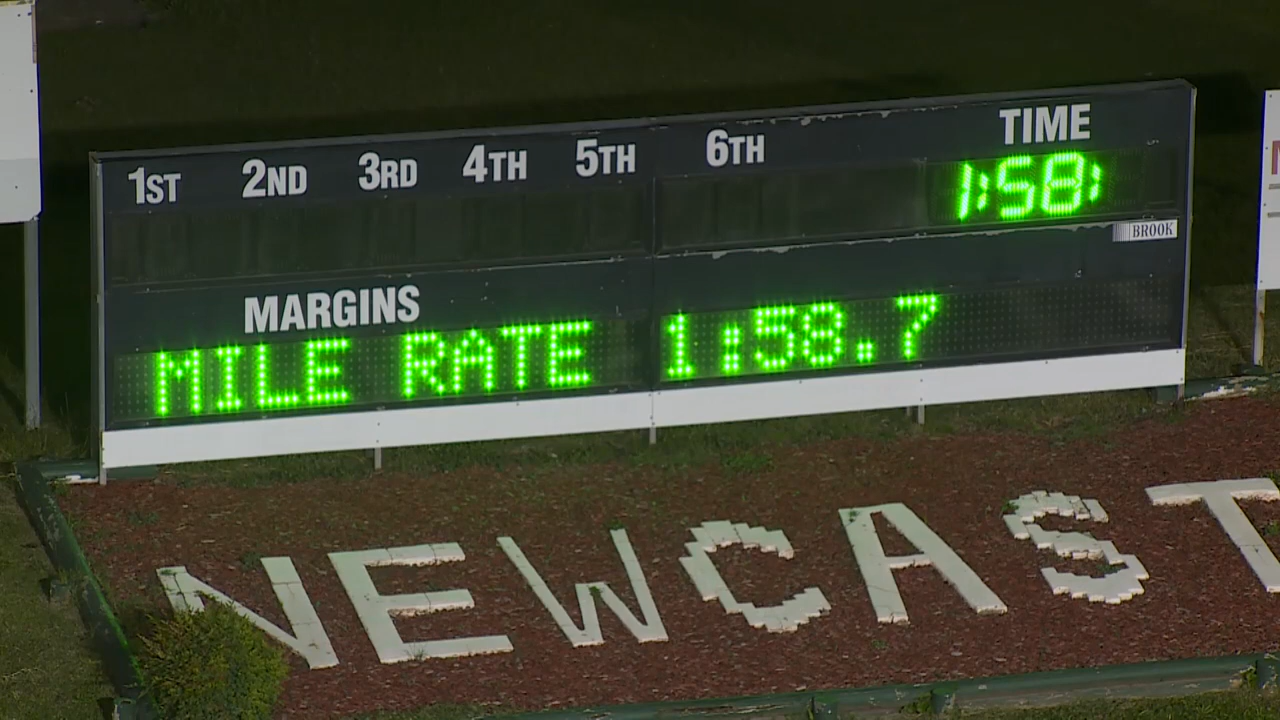 1ST 2ND 3RD 4TH 5TH 6TH TIME
1:58:
BROOK
MARGINS
MILE RATE 1:58.7
NEWCAST